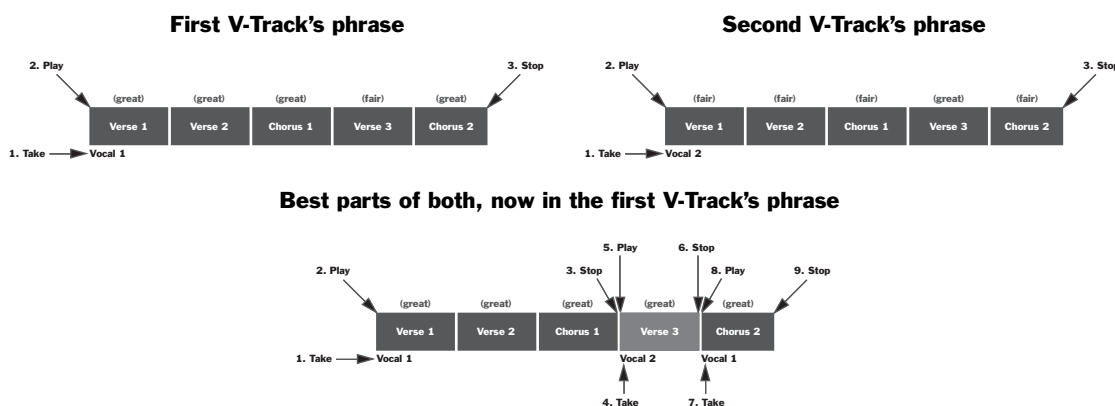 First V-Track's phrase
2. Play
3. Stop
(great) (great) (great) (fair) (great)
Verse 1 Verse 2 Chorus 1 Verse 3 Chorus 2
1. Take Vocal 1
Second V-Track's phrase
2. Play
3. Stop
(fair) (fair) (fair) (great) (fair)
Verse 1 Verse 2 Chorus 1 Verse 3 Chorus 2
1. Take Vocal 2
Best parts of both, now in the first V-Track's phrase
5. Play 6. Stop
2. Play 3. Stop 8. Play 9. Stop
(great) (great) (great) (great) (great)
Verse 1 Verse 2 Chorus 1 Verse 3 Chorus 2
1. Take Vocal 1 Vocal 2 Vocal 1
4. Take 7. Take